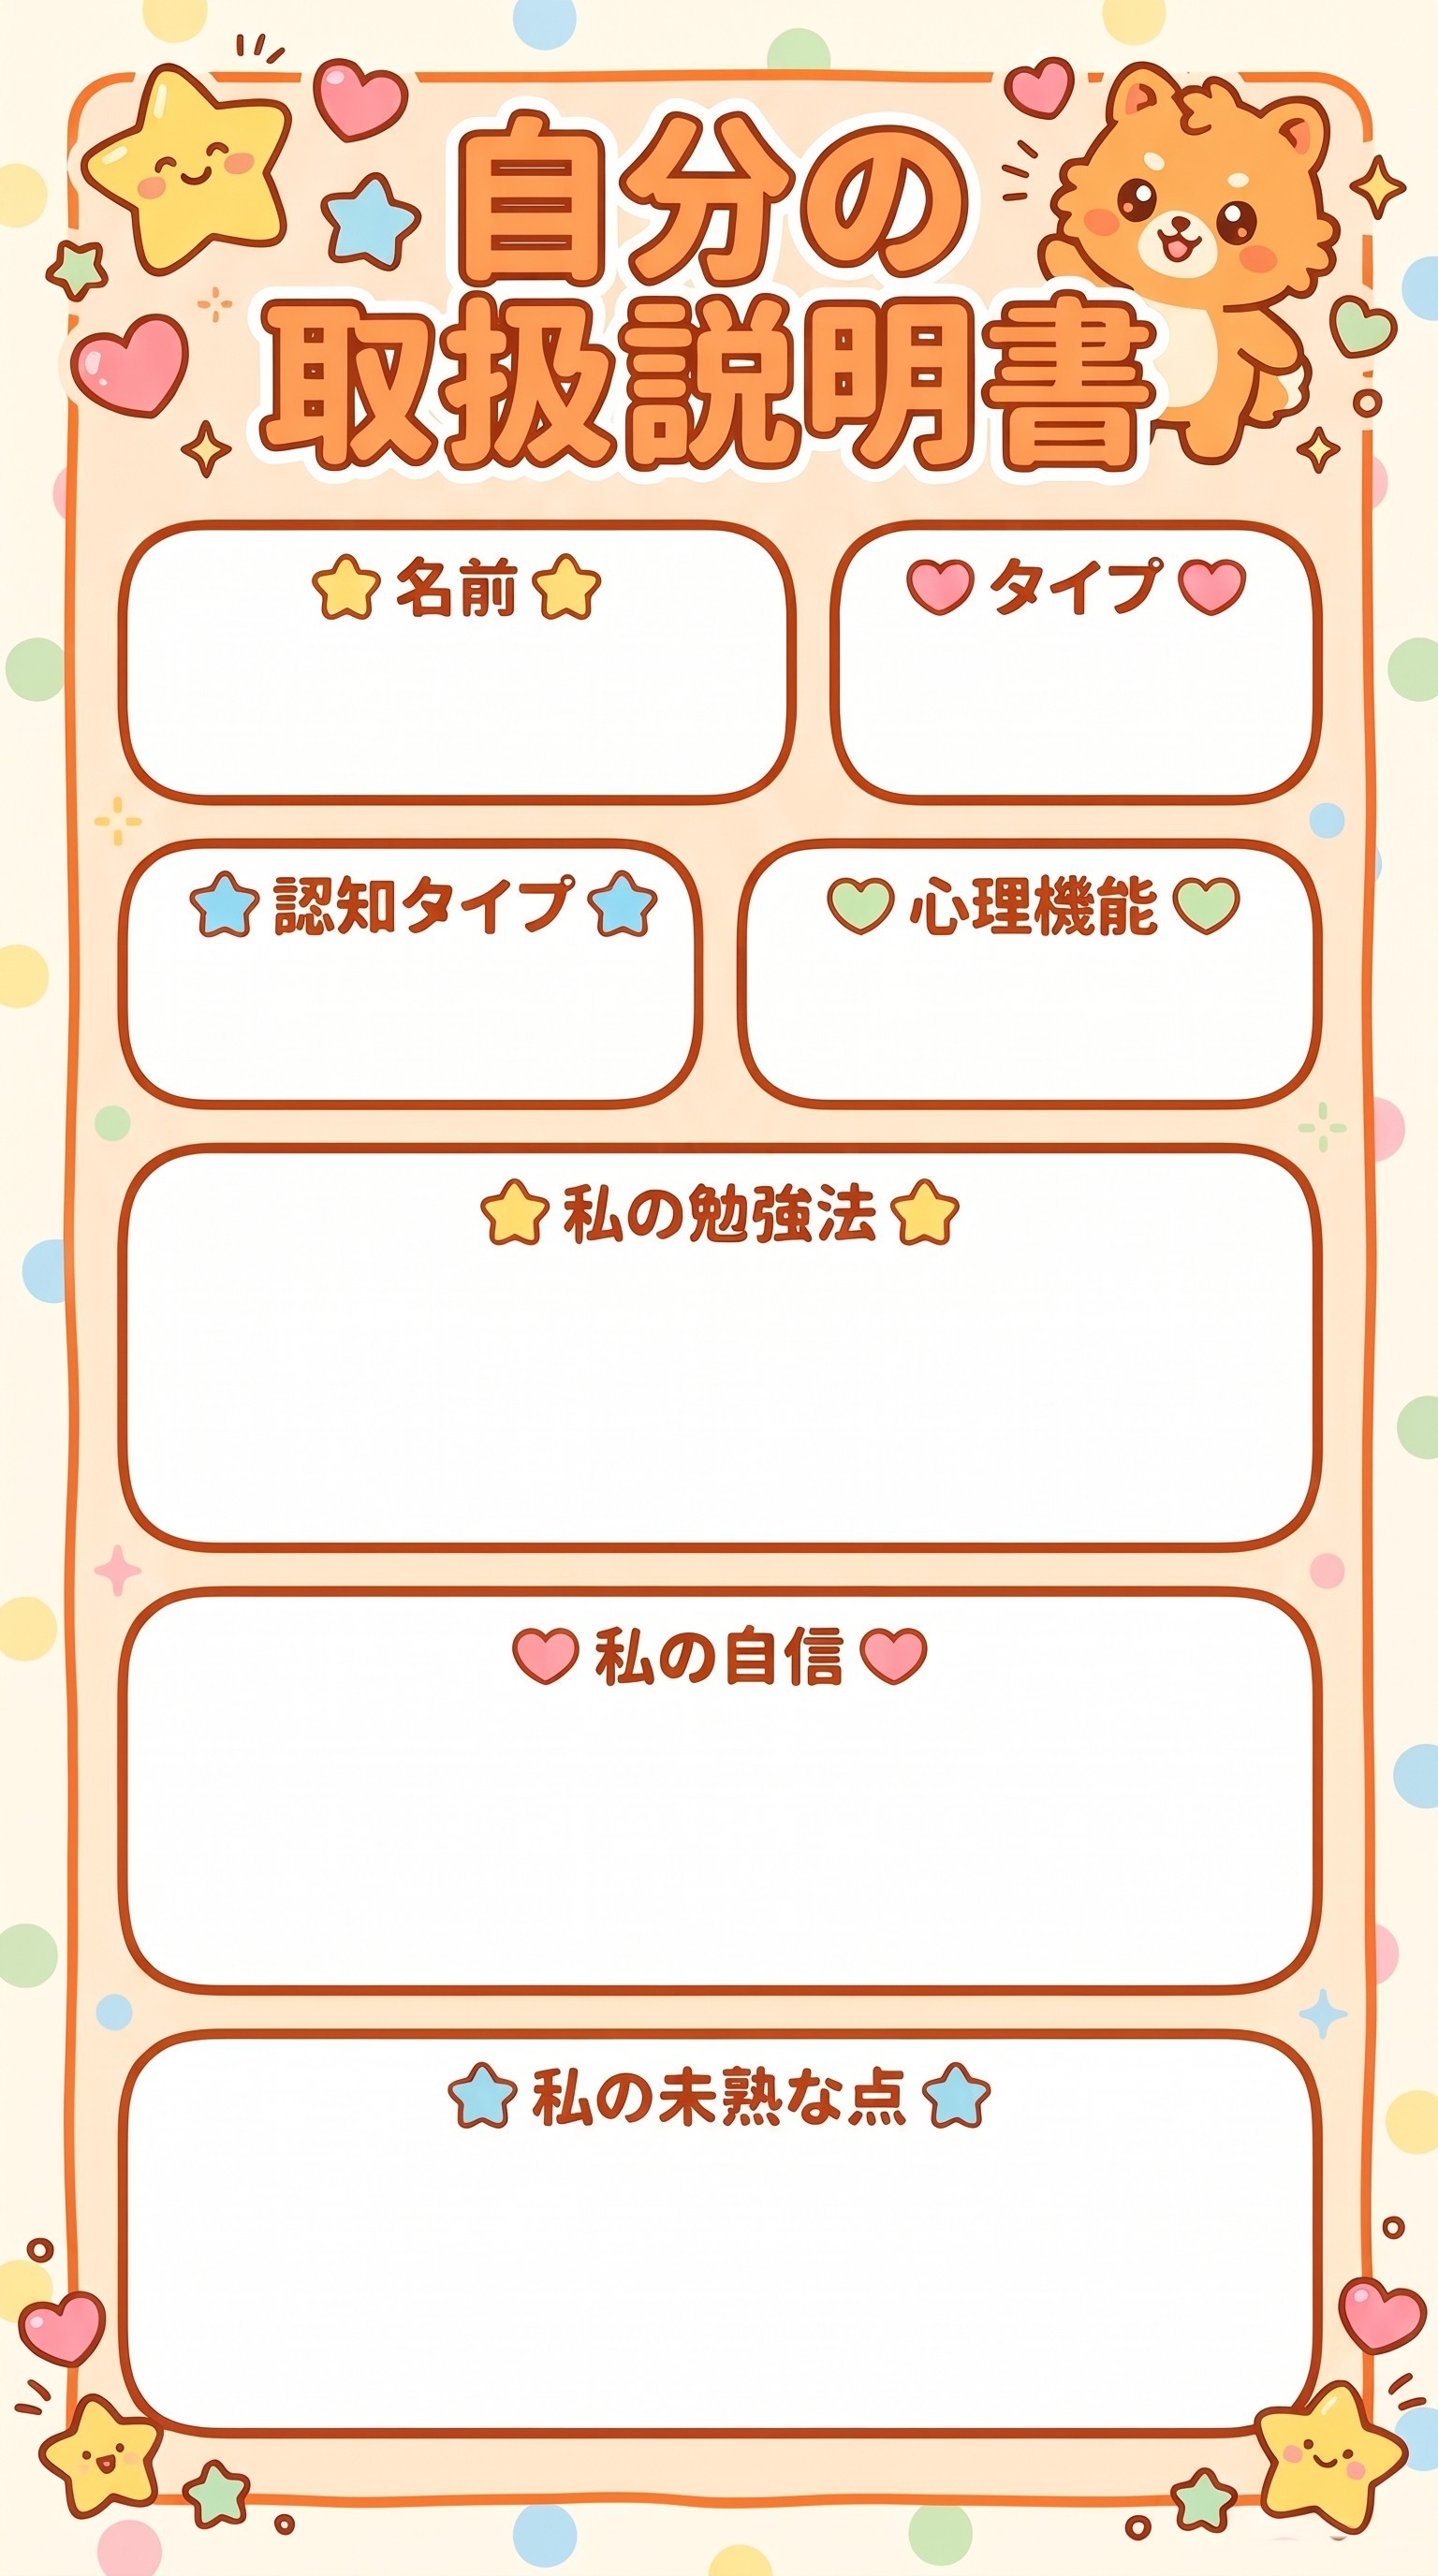 自分の
取扱説明書
名前
タイプ
認知タイプ
心理機能
私の勉強法
私の自信
私の未熟な点